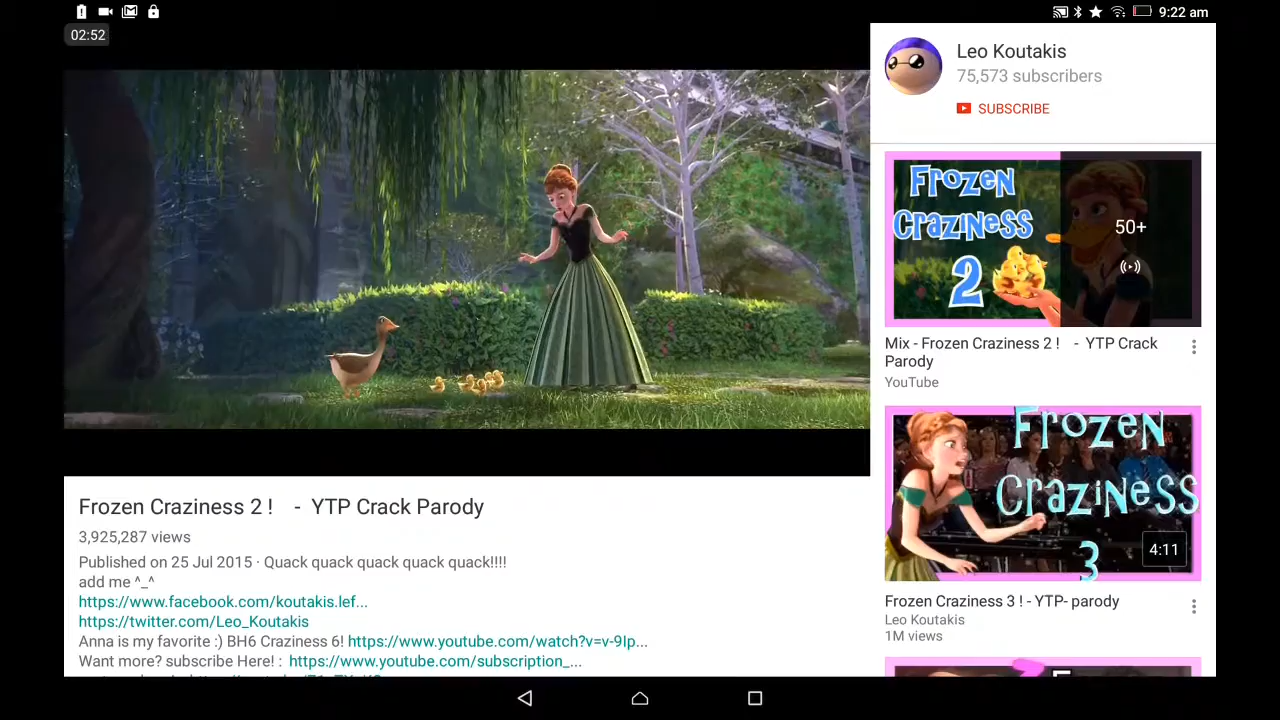 9:22 am
02:52
Frozen Craziness 2 !    -  YTP Crack Parody
3,925,287 views
Published on 25 Jul 2015 · Quack quack quack quack quack!!!!
add me ^_^
https://www.facebook.com/koutakis.lef...
https://twitter.com/Leo_Koutakis
Anna is my favorite :) BH6 Craziness 6! https://www.youtube.com/watch?v=v-9Ip...
Want more? subscribe Here! :  https://www.youtube.com/subscription_...
Leo Koutakis
75,573 subscribers
SUBSCRIBE
FROZEN
CRAZINESS
2
50+
Mix - Frozen Craziness 2 !    -  YTP Crack
Parody
YouTube
FROZEN
CRAZINESS
3
4:11
Frozen Craziness 3 ! - YTP- parody
Leo Koutakis
1M views